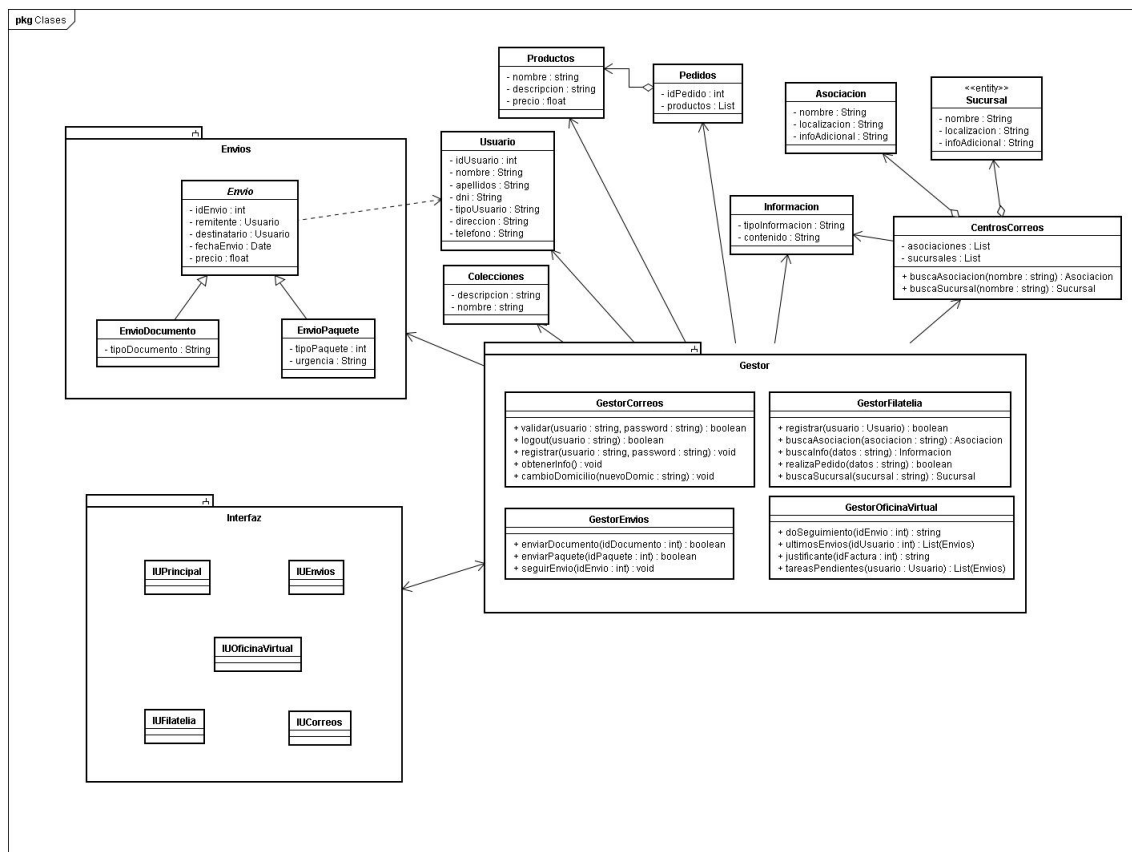 pkg Clases
Productos
- nombre : string
- descripcion : string
- precio : float
Pedidos
- idPedido : int
- productos : List
Asociacion
- nombre : String
- localizacion : String
- infoAdicional : String
<<entity>>
Sucursal
- nombre : String
- localizacion : String
- infoAdicional : String
Envios
Envio
- idEnvio : int
- remitente : Usuario
- destinatario : Usuario
- fechaEnvio : Date
- precio : float
EnvioDocumento
- tipoDocumento : String
EnvioPaquete
- tipoPaquete : int
- urgencia : String
Usuario
- idUsuario : int
- nombre : String
- apellidos : String
- dni : String
- tipoUsuario : String
- direccion : String
- telefono : String
Colecciones
- descripcion : string
- nombre : string
Informacion
- tipoInformacion : String
- contenido : String
CentrosCorreos
- asociaciones : List
- sucursales : List
+ buscaAsociacion(nombre : string) : Asociacion
+ buscaSucursal(nombre : string) : Sucursal
Gestor
GestorCorreos
+ validar(usuario : string, password : string) : boolean
+ logout(usuario : string) : boolean
+ registrar(usuario : string, password : string) : void
+ obtenerInfo() : void
+ cambioDomicilio(nuevoDomic : string) : void
GestorFilatelia
+ registrar(usuario : Usuario) : boolean
+ buscaAsociacion(asociacion : string) : Asociacion
+ buscaInfo(datos : string) : Informacion
+ realizaPedido(datos : string) : boolean
+ buscaSucursal(sucursal : string) : Sucursal
GestorEnvios
+ enviarDocumento(idDocumento : int) : boolean
+ enviarPaquete(idPaquete : int) : boolean
+ seguirEnvio(idEnvio : int) : void
GestorOficinaVirtual
+ doSeguimiento(idEnvio : int) : string
+ ultimosEnvios(idUsuario : int) : List(Envios)
+ justificante(idFactura : int) : string
+ tareasPendientes(usuario : Usuario) : List(Envios)
Interfaz
IUPrincipal
IUEnvios
IUOficinaVirtual
IUFilatelia
IUCorreos